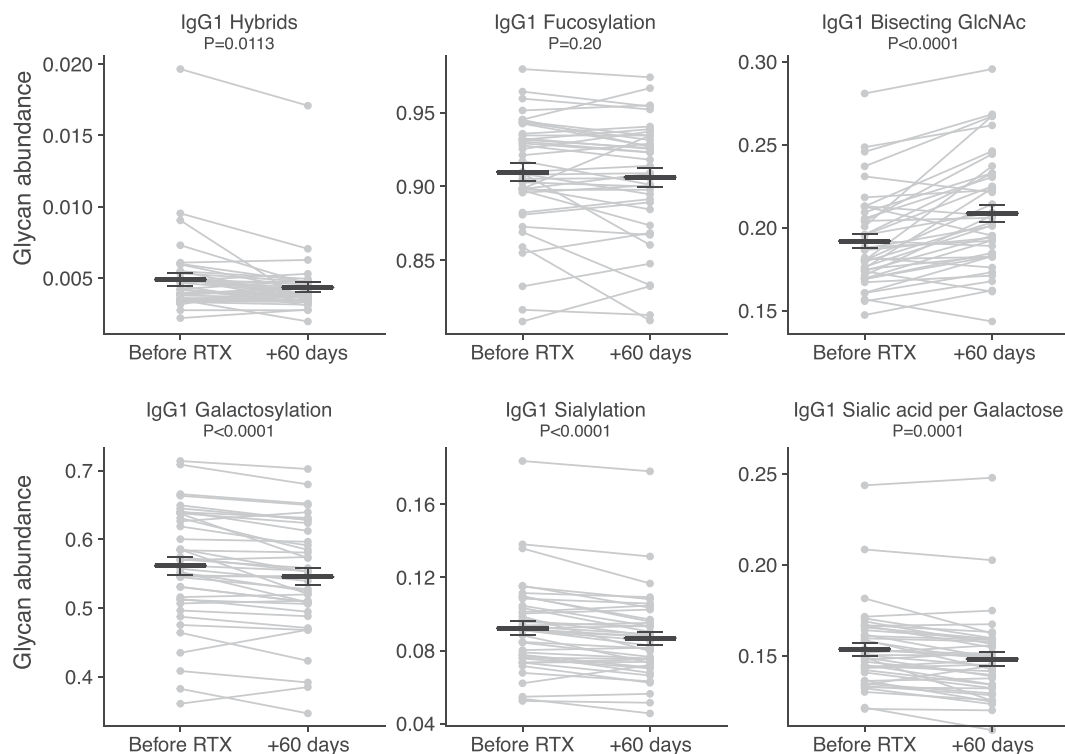 IgG1 Hybrids
P=0.0113
Glycan abundance
0.020
0.015
0.010
0.005
Before RTX +60 days
IgG1 Fucosylation
P=0.20
0.95
0.90
0.85
Before RTX +60 days
IgG1 Bisecting GlcNAc
P<0.0001
0.30
0.25
0.20
0.15
Before RTX +60 days
IgG1 Galactosylation
P<0.0001
Glycan abundance
0.7
0.6
0.5
0.4
Before RTX +60 days
IgG1 Sialylation
P<0.0001
0.16
0.12
0.08
0.04
Before RTX +60 days
IgG1 Sialic acid per Galactose
P=0.0001
0.25
0.20
0.15
Before RTX +60 days